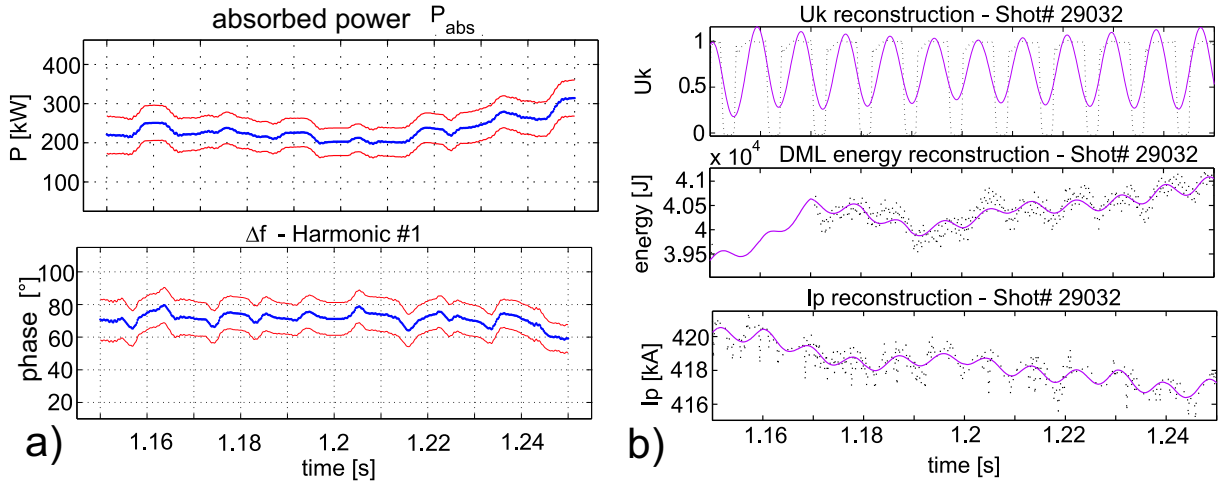 absorbed power P_abs
P [kW]
400
300
200
100
Δf - Harmonic #1
phase [°]
100
80
60
40
20
1.16 1.18 1.2 1.22 1.24
time [s]
a)
Uk reconstruction - Shot# 29032
Uk
1
0.5
0
x 10⁴ DML energy reconstruction - Shot# 29032
energy [J]
4.1
4.05
4
3.95
Ip reconstruction - Shot# 29032
Ip [kA]
420
418
416
1.16 1.18 1.2 1.22 1.24
time [s]
b)